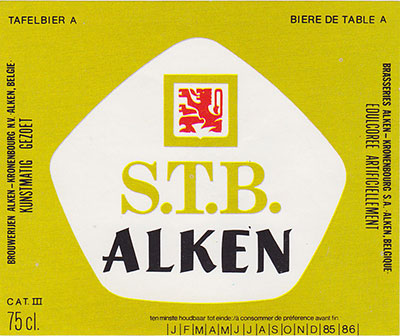 TAFELBIER A
BIERE DE TABLE A
BROUWERIJEN ALKEN-KRONENBOURG N.V. ALKEN, BELGIE
KUNSTMATIG GEZOET
S.T.B.
ALKEN
BRASSERIES ALKEN-KRONENBOURG S.A.-ALKEN, BELGIQUE
EDULCOREE ARTIFICIELLEMENT
CAT. III
75 cl.
ten minste houdbaar tot einde:/à consommer de préférence avant fin:
J|F|M|A|M|J|J|A|S|O|N|D|85|86|